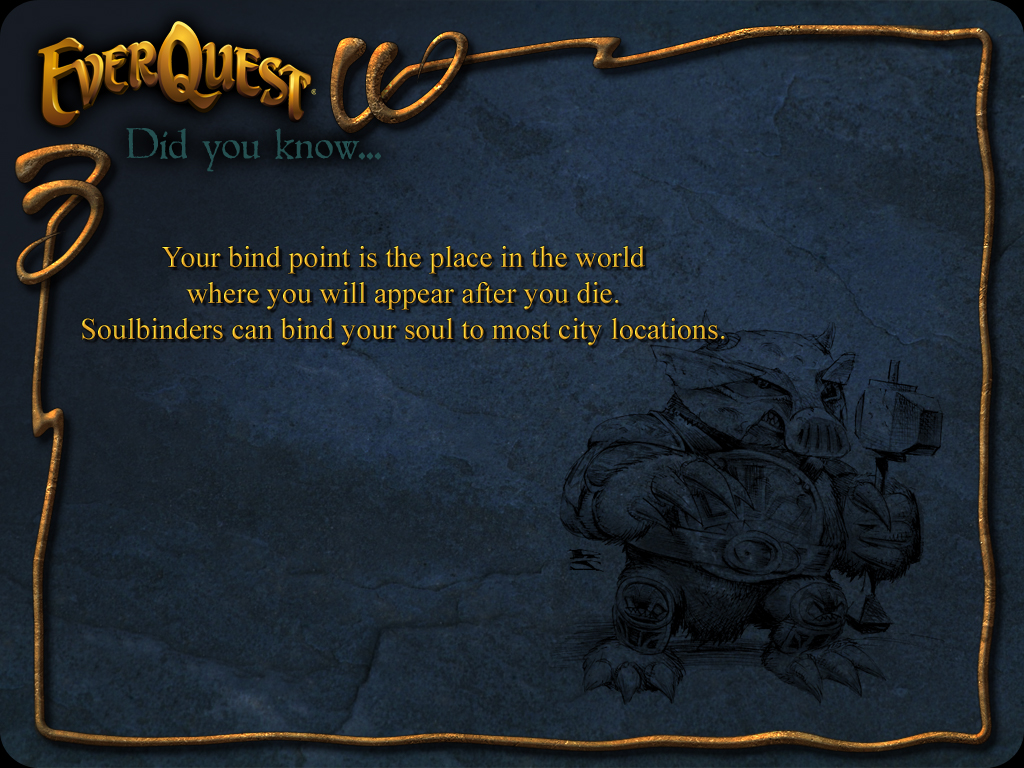 EverQuest
Did you know...
Your bind point is the place in the world
where you will appear after you die.
Soulbinders can bind your soul to most city locations.